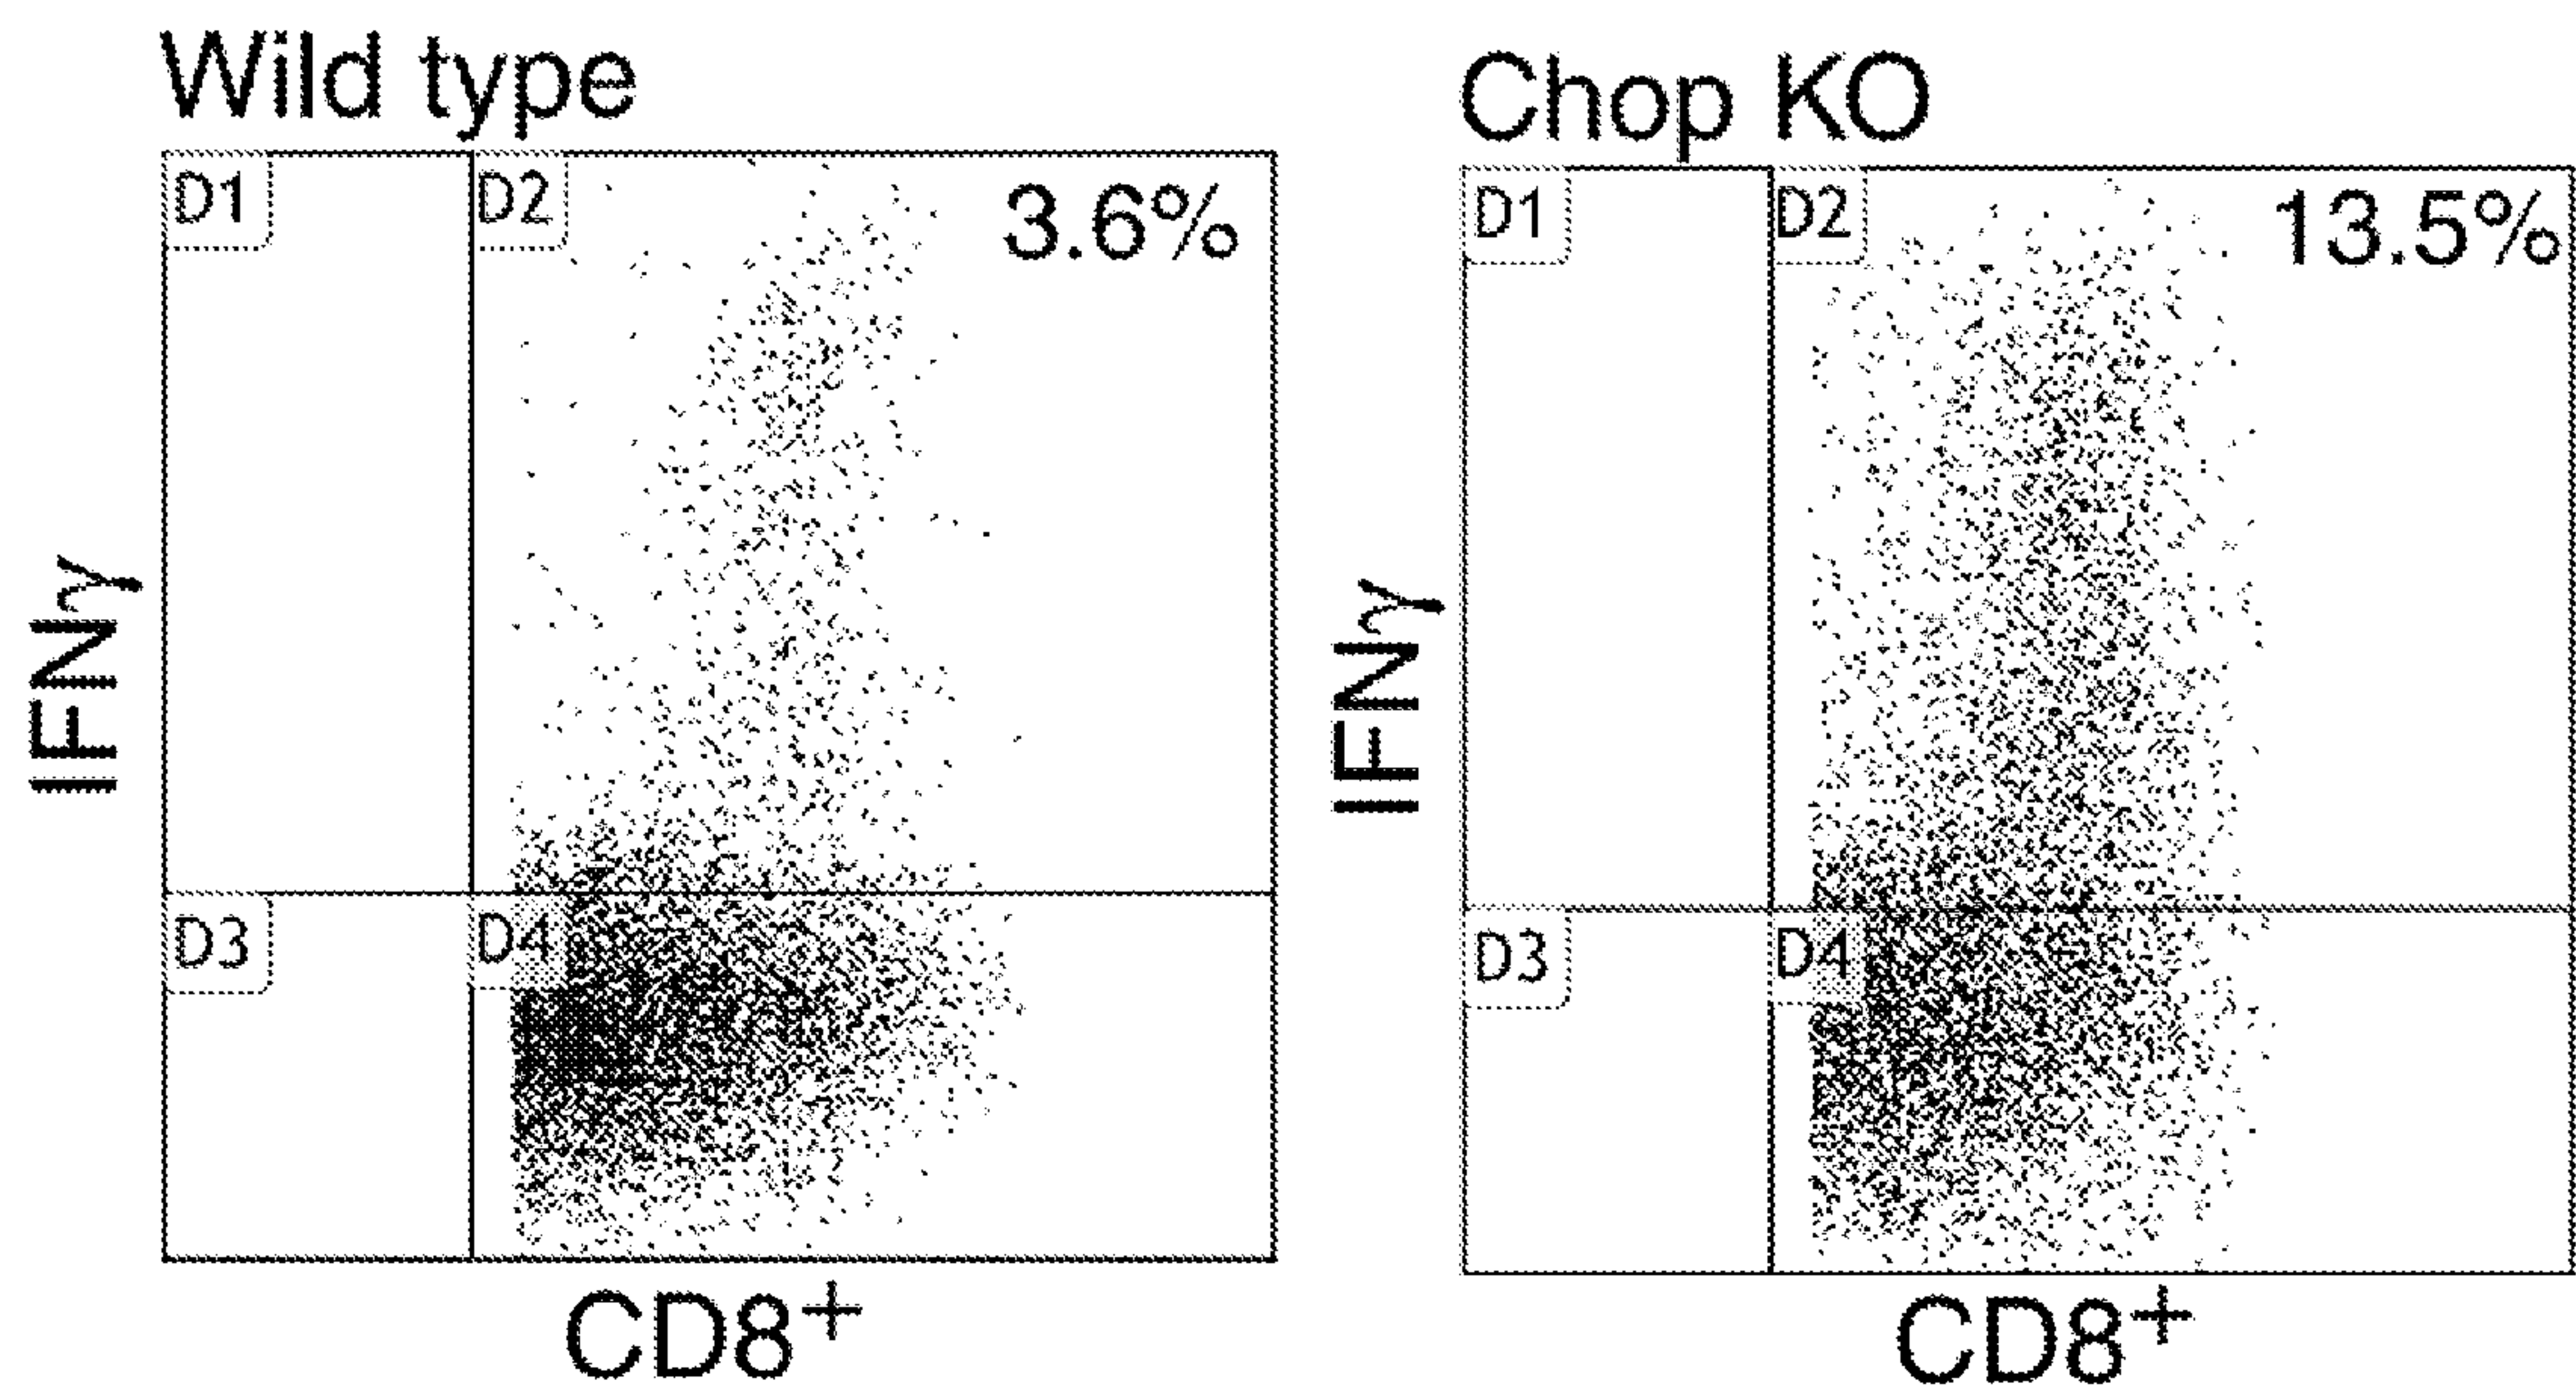 Wild type
D1
D2
3.6%
IFNγ
D3
D4
CD8+
Chop KO
D1
D2
13.5%
IFNγ
D3
D4
CD8+